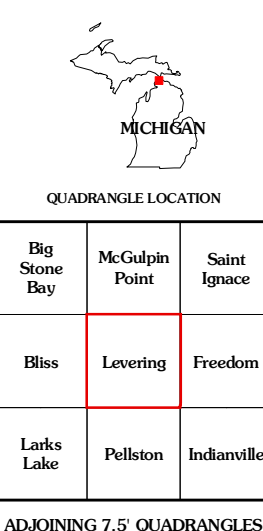 MICHIGAN
QUADRANGLE LOCATION
Big
Stone
Bay
McGulpin
Point
Saint
Ignace
Bliss
Levering
Freedom
Larks
Lake
Pellston
Indianville
ADJOINING 7.5' QUADRANGLES